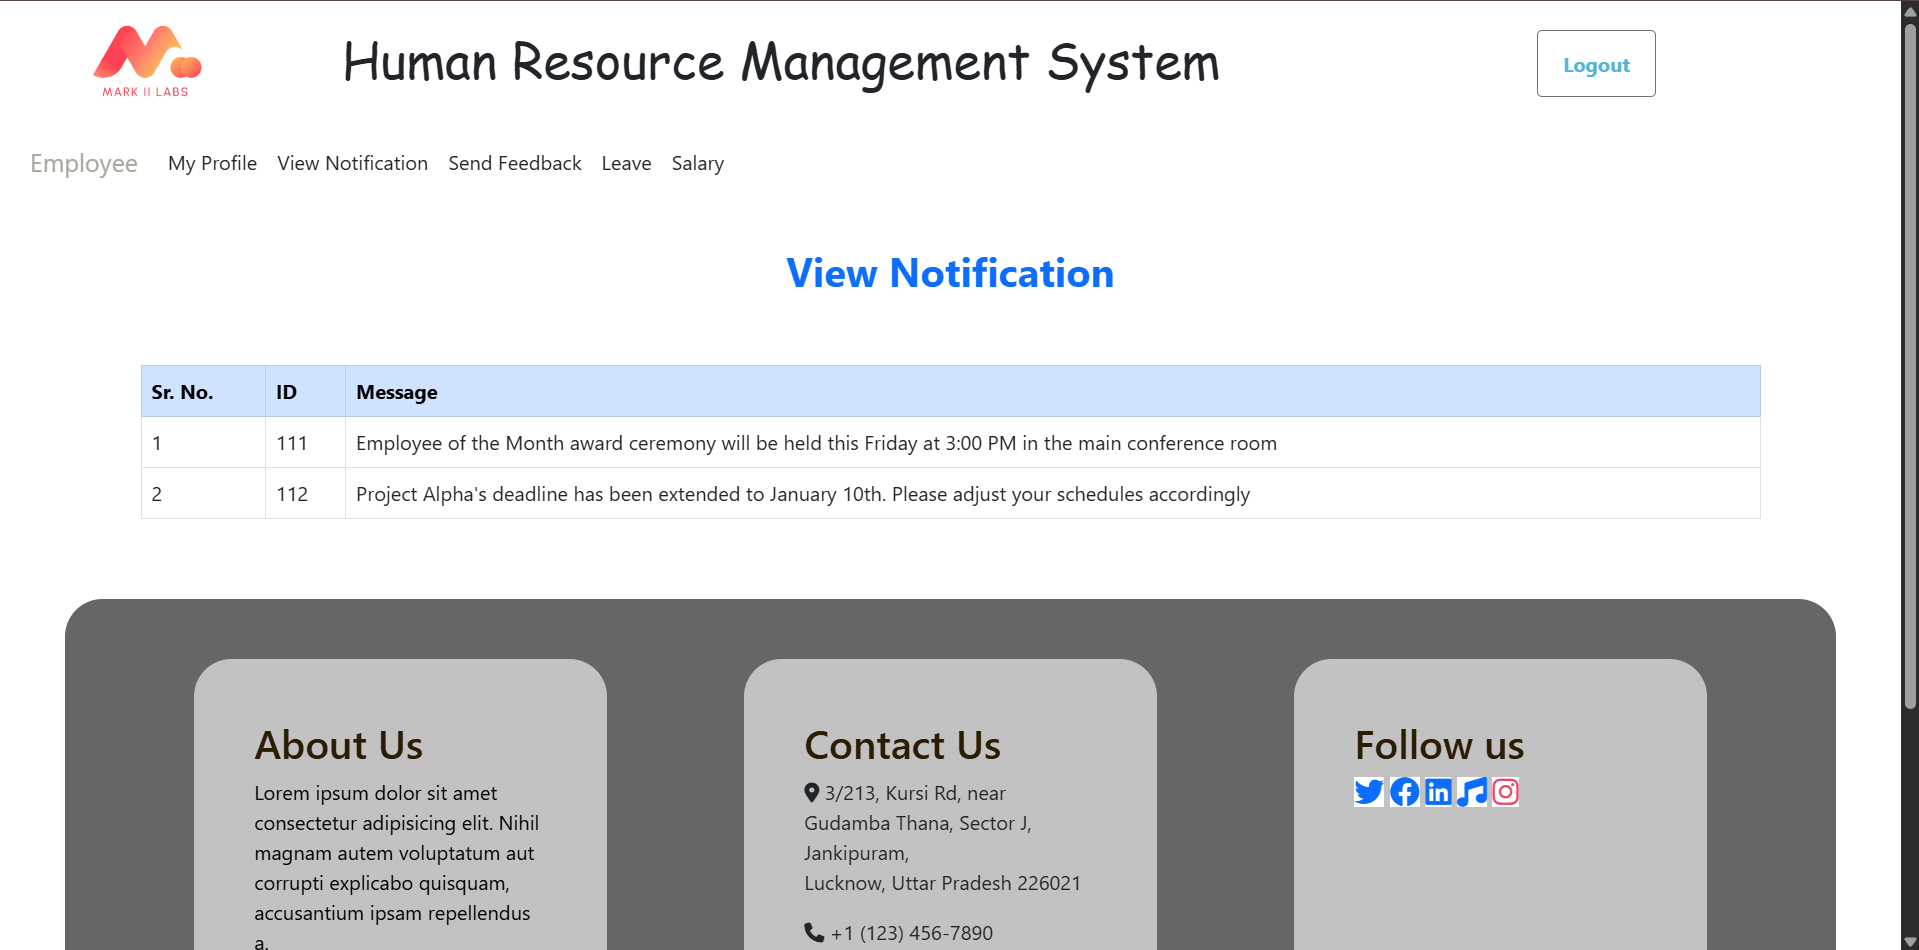 MARK II LABS
Human Resource Management System
Logout
Employee My Profile View Notification Send Feedback Leave Salary
View Notification
Sr. No. ID Message
1 111 Employee of the Month award ceremony will be held this Friday at 3:00 PM in the main conference room
2 112 Project Alpha's deadline has been extended to January 10th. Please adjust your schedules accordingly
About Us
Lorem ipsum dolor sit amet
consectetur adipisicing elit. Nihil
magnam autem voluptatum aut
corrupti explicabo quisquam,
accusantium ipsam repellendus
a.
Contact Us
3/213, Kursi Rd, near
Gudamba Thana, Sector J,
Jankipuram,
Lucknow, Uttar Pradesh 226021
+1 (123) 456-7890
Follow us